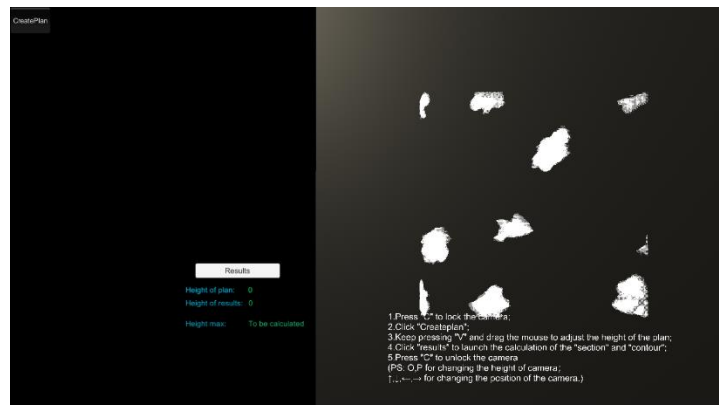 CreatePlan
Results
Height of plan: 0
Height of results: 0
Height max: To be calculated
1.Press "C" to lock the camera;
2.Click "Createplan";
3.Keep pressing "V" and drag the mouse to adjust the height of the plan;
4.Click "results" to launch the calculation of the "section" and "contour";
5.Press "C" to unlock the camera
(PS: O,P for changing the height of camera;
↑,↓,←,→ for changing the position of the camera.)